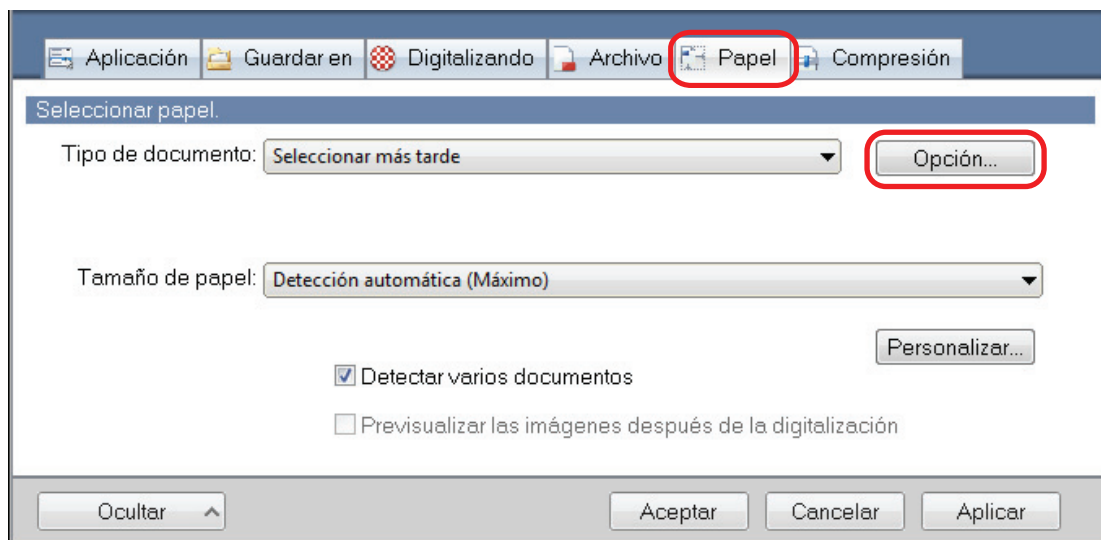 Aplicación Guardar en Digitalizando Archivo Papel Compresión
Seleccionar papel.
Tipo de documento: Seleccionar más tarde Opción...
Tamaño de papel: Detección automática (Máximo)
Personalizar...
Detectar varios documentos
Previsualizar las imágenes después de la digitalización
Ocultar Aceptar Cancelar Aplicar